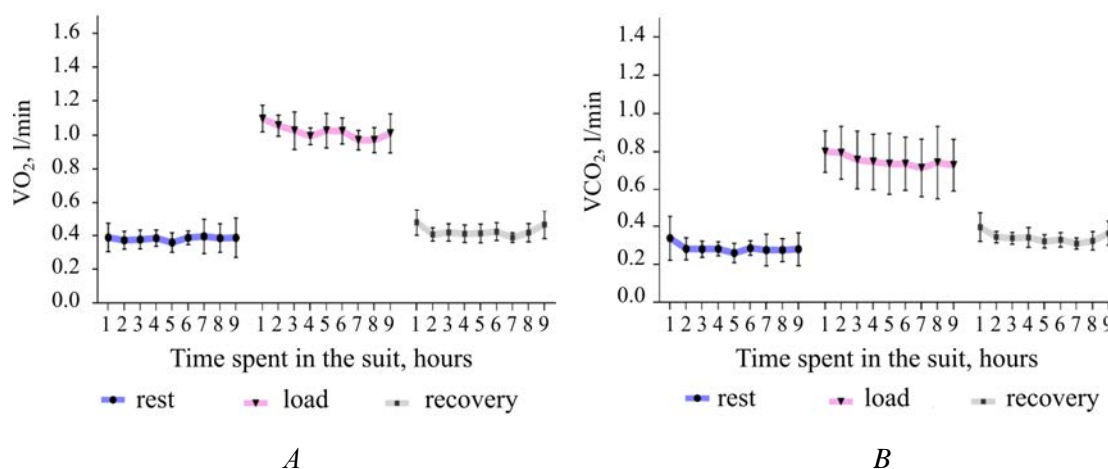 VO2, l/min
1.6
1.4
1.2
1.0
0.8
0.6
0.4
0.2
0.0
1 2 3 4 5 6 7 8 9 1 2 3 4 5 6 7 8 9 1 2 3 4 5 6 7 8 9
Time spent in the suit, hours
rest load recovery
A
VCO2, l/min
1.4
1.2
1.0
0.8
0.6
0.4
0.2
0.0
1 2 3 4 5 6 7 8 9 1 2 3 4 5 6 7 8 9 1 2 3 4 5 6 7 8 9
Time spent in the suit, hours
rest load recovery
B